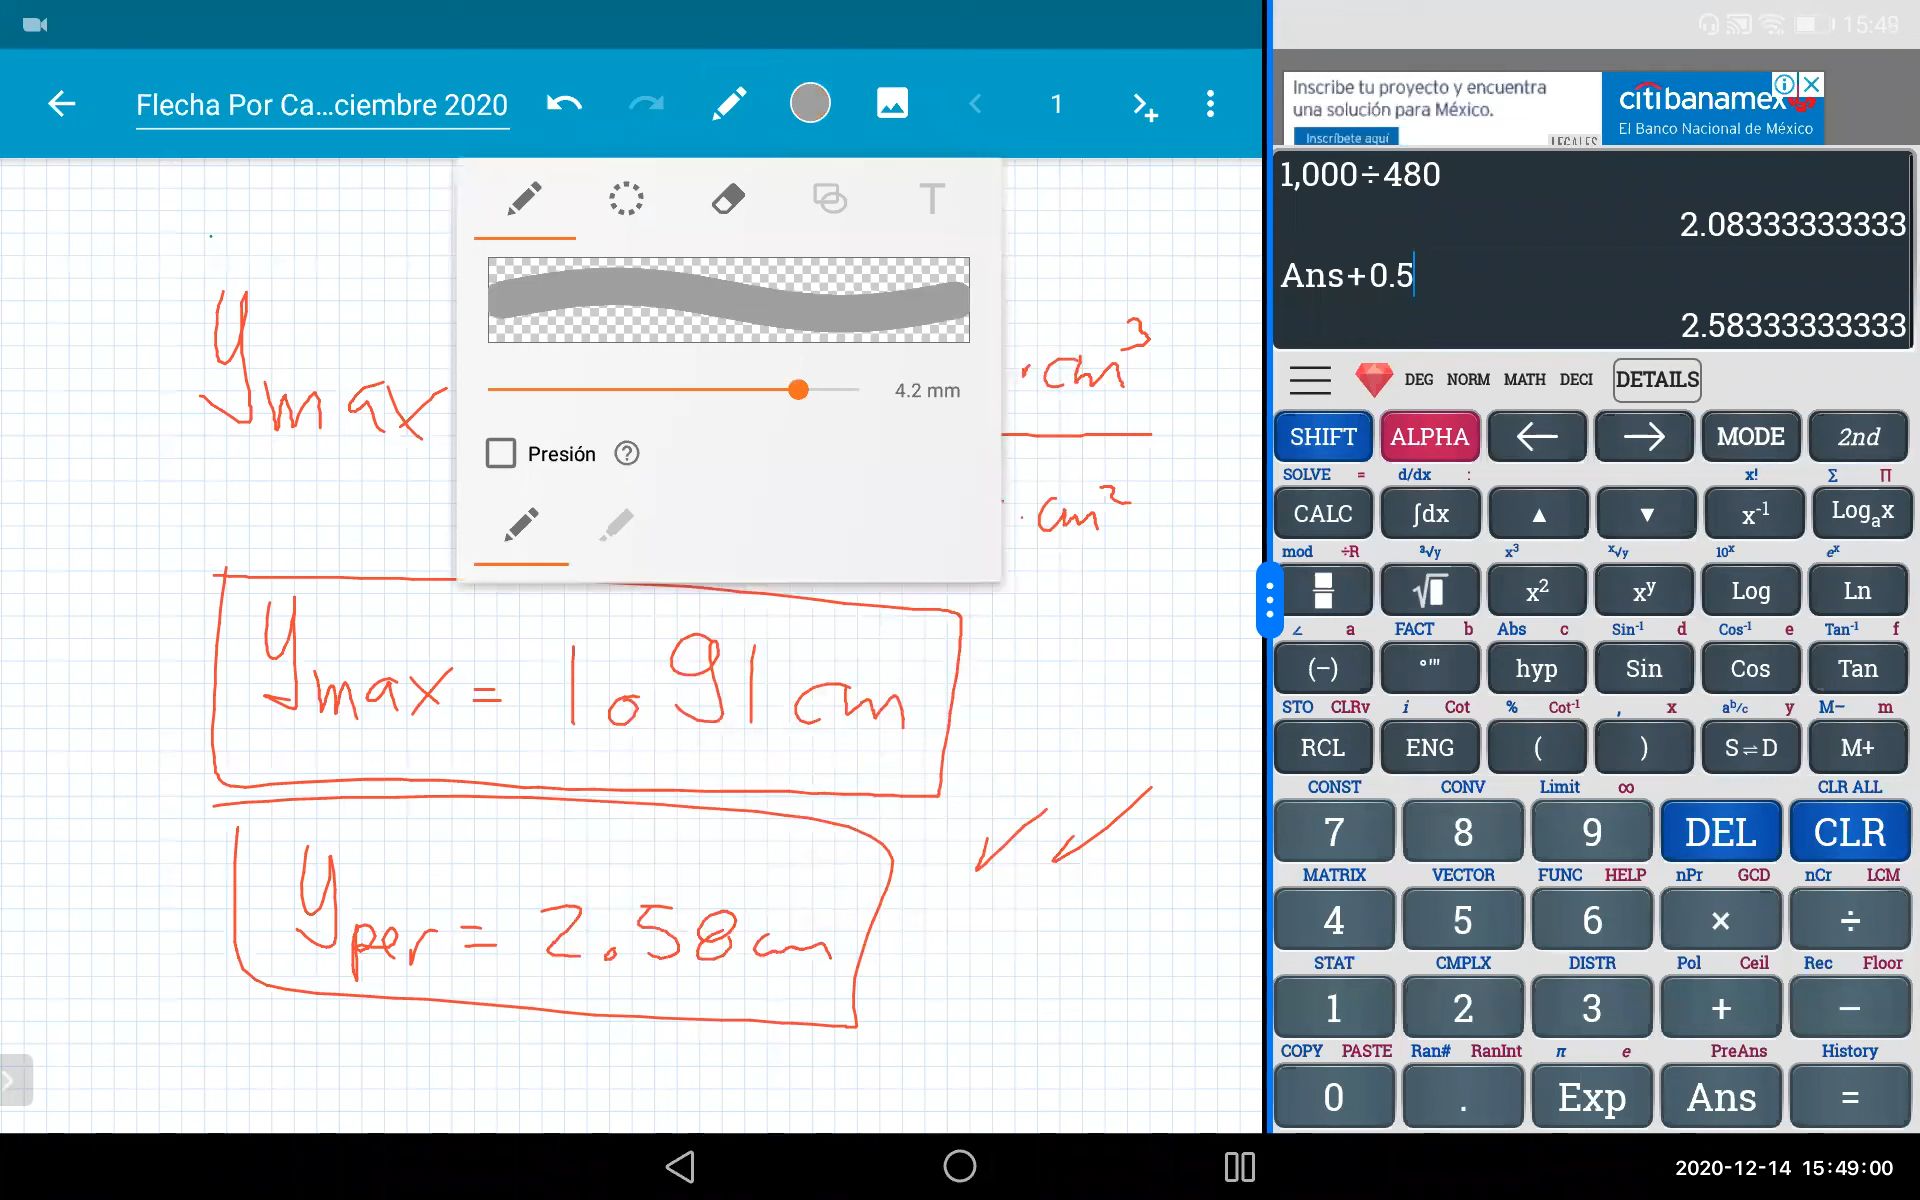 15:48
Flecha Por Ca...ciembre 2020
1
Inscribe tu proyecto y encuentra
una solución para México.
Inscríbete aquí
LEGALES
citibanamex
El Banco Nacional de México
4.2 mm
Presión
T
y max
· cm³
· cm²
y max = 1.91 cm
y per = 2.58 cm
1,000÷480
2.08333333333
Ans+0.5
2.58333333333
DEG NORM MATH DECI DETAILS
SHIFT ALPHA ← → MODE 2nd
SOLVE = d/dx : x! Σ Π
CALC ∫dx ▲ ▼ x⁻¹ Logₐx
mod ÷R ³√y x³ ˣ√y 10ˣ eˣ
√ x² xʸ Log Ln
∠ a FACT b Abs c Sin⁻¹ d Cos⁻¹ e Tan⁻¹ f
(−) °'" hyp Sin Cos Tan
STO CLRv i Cot % Cot⁻¹ , x aᵇ/c y M− m
RCL ENG ( ) S⇌D M+
CONST CONV Limit ∞ CLR ALL
7 8 9 DEL CLR
MATRIX VECTOR FUNC HELP nPr GCD nCr LCM
4 5 6 × ÷
STAT CMPLX DISTR Pol Ceil Rec Floor
1 2 3 + −
COPY PASTE Ran# RanInt π e PreAns History
0 . Exp Ans =
2020-12-14 15:49:00